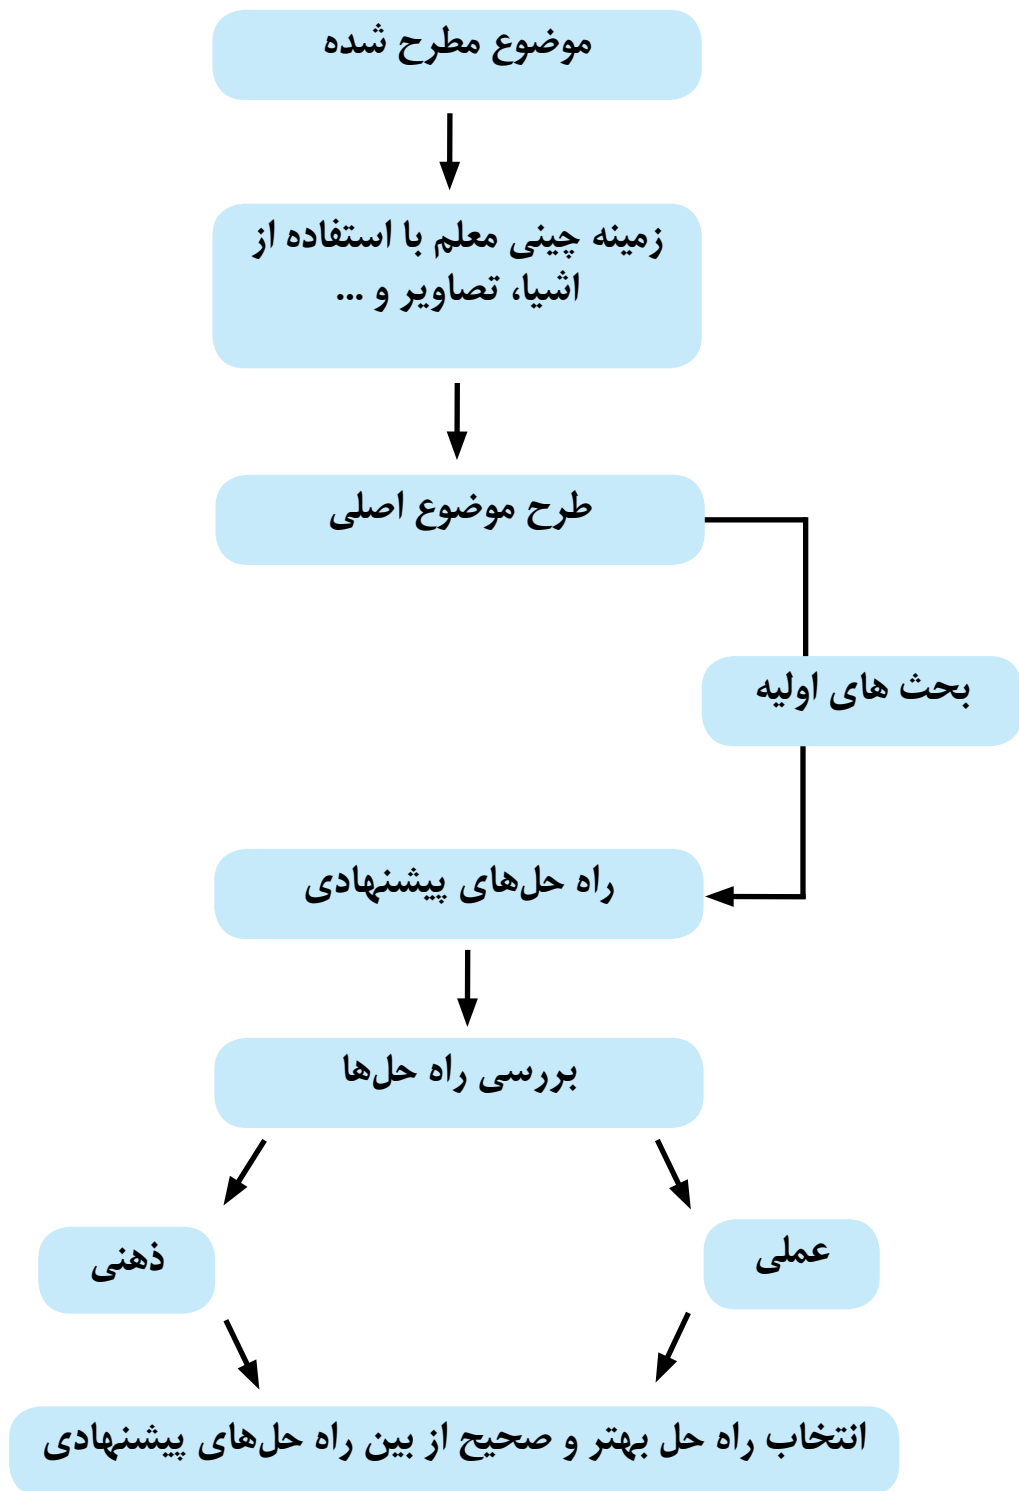 موضوع مطرح شده
زمینه چینی معلم با استفاده از
اشیا، تصاویر و ...
طرح موضوع اصلی
بحث های اولیه
راه حل‌های پیشنهادی
بررسی راه حل‌ها
عملی
ذهنی
انتخاب راه حل بهتر و صحیح از بین راه حل‌های پیشنهادی